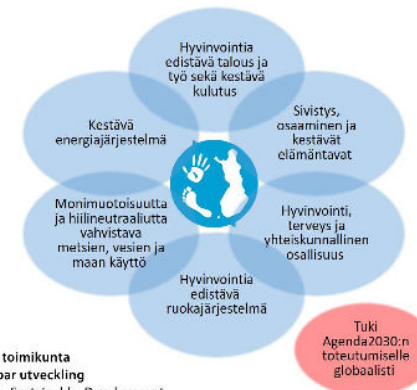 Hyvinvointia
edistävä talous ja
työ sekä kestävä
kulutus
Sivistys,
osaaminen ja
kestävät
elämäntavat
Hyvinvointi,
terveys ja
yhteiskunnallinen
osallisuus
Hyvinvointia
edistävä
ruokajärjestelmä
Monimuotoisuutta
ja hiilineutraaliutta
vahvistava
metsien, vesien ja
maan käyttö
Kestävä
energiajärjestelmä
Tuki
Agenda2030:n
toteutumiselle
globaalisti
toimikunta
bar utveckling